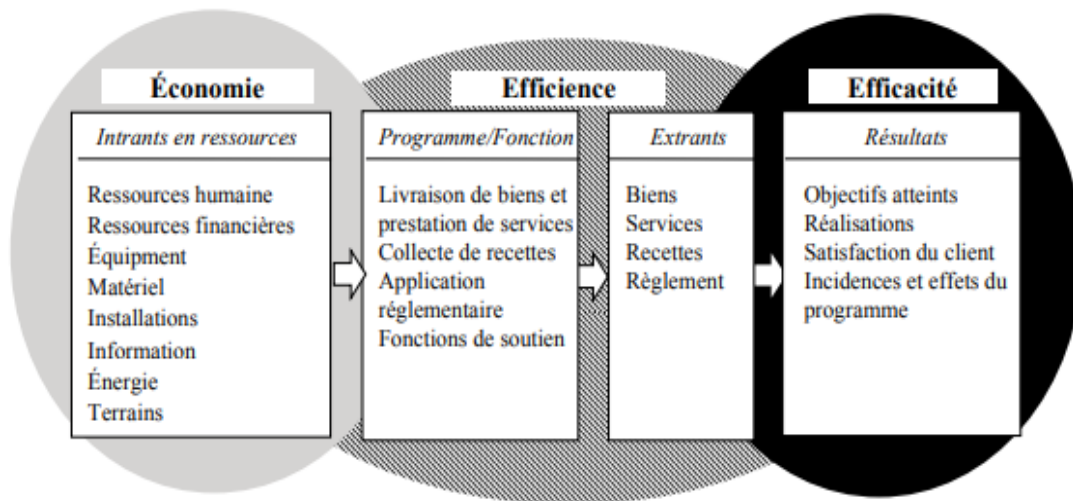 Économie
Intrants en ressources
Ressources humaine
Ressources financières
Équipment
Matériel
Installations
Information
Énergie
Terrains
Efficience
Programme/Fonction
Livraison de biens et
prestation de services
Collecte de recettes
Application
réglementaire
Fonctions de soutien
Extrants
Biens
Services
Recettes
Règlement
Efficacité
Résultats
Objectifs atteints
Réalisations
Satisfaction du client
Incidences et effets du
programme